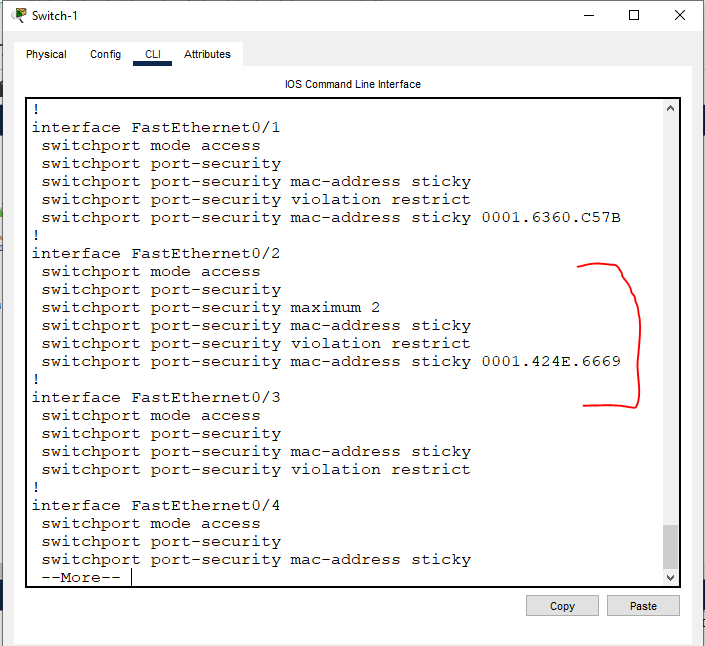 Switch-1
Physical Config CLI Attributes
IOS Command Line Interface
!
interface FastEthernet0/1
switchport mode access
switchport port-security
switchport port-security mac-address sticky
switchport port-security violation restrict
switchport port-security mac-address sticky 0001.6360.C57B
!
interface FastEthernet0/2
switchport mode access
switchport port-security
switchport port-security maximum 2
switchport port-security mac-address sticky
switchport port-security violation restrict
switchport port-security mac-address sticky 0001.424E.6669
!
interface FastEthernet0/3
switchport mode access
switchport port-security
switchport port-security mac-address sticky
switchport port-security violation restrict
!
interface FastEthernet0/4
switchport mode access
switchport port-security
switchport port-security mac-address sticky
--More--
Copy Paste